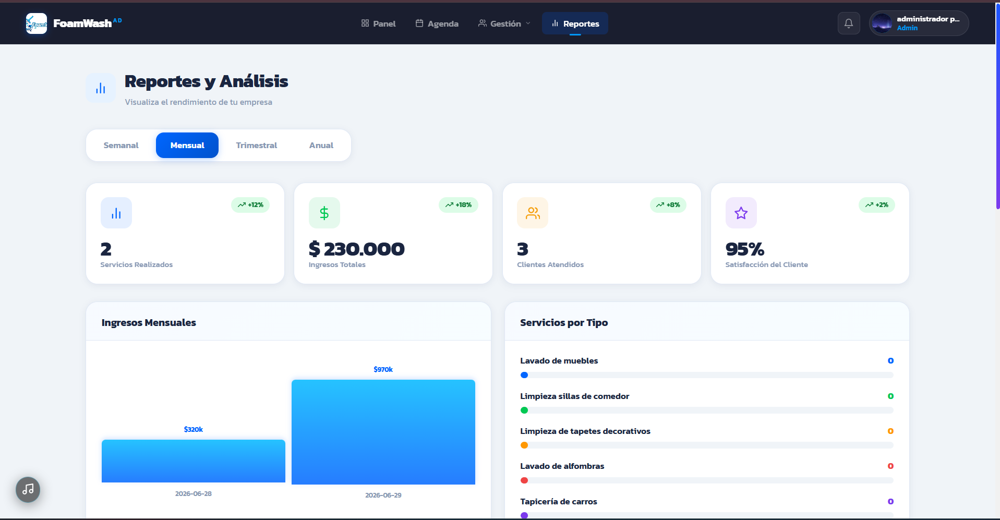 FoamWash AD
Panel
Agenda
Gestión
Reportes
administrador p...
Admin
Reportes y Análisis
Visualiza el rendimiento de tu empresa
Semanal
Mensual
Trimestral
Anual
+12%
2
Servicios Realizados
+18%
$ 230.000
Ingresos Totales
+8%
3
Clientes Atendidos
+2%
95%
Satisfacción del Cliente
Ingresos Mensuales
$320k
2026-06-28
$970k
2026-06-29
Servicios por Tipo
Lavado de muebles 0
Limpieza sillas de comedor 0
Limpieza de tapetes decorativos 0
Lavado de alfombras 0
Tapicería de carros 0